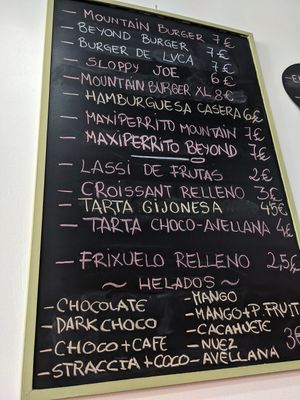 - MOUNTAIN BURGER 7€
- BEYOND BURGER 7€
- BURGER DE LUCA 7€
- SLOPPY JOE 6€
- MOUNTAIN BURGER XL 8€
- HAMBURGUESA CASERA 6€
- MAXIPERRITO MOUNTAIN 7€
- MAXIPERRITO BEYOND 7€
- LASSI DE FRUTAS 2€
- CROISSANT RELLENO 3€
- TARTA GIJONESA 4'5€
- TARTA CHOCO-AVELLANA 4€
- FRIXUELO RELLENO 2,5€
~ HELADOS ~
- CHOCOLATE - MANGO
- DARK CHOCO - MANGO+P. FRUIT
- CHOCO+CAFE - CACAHUETE
- STRACCIA+COCO - NUEZ
- AVELLANA